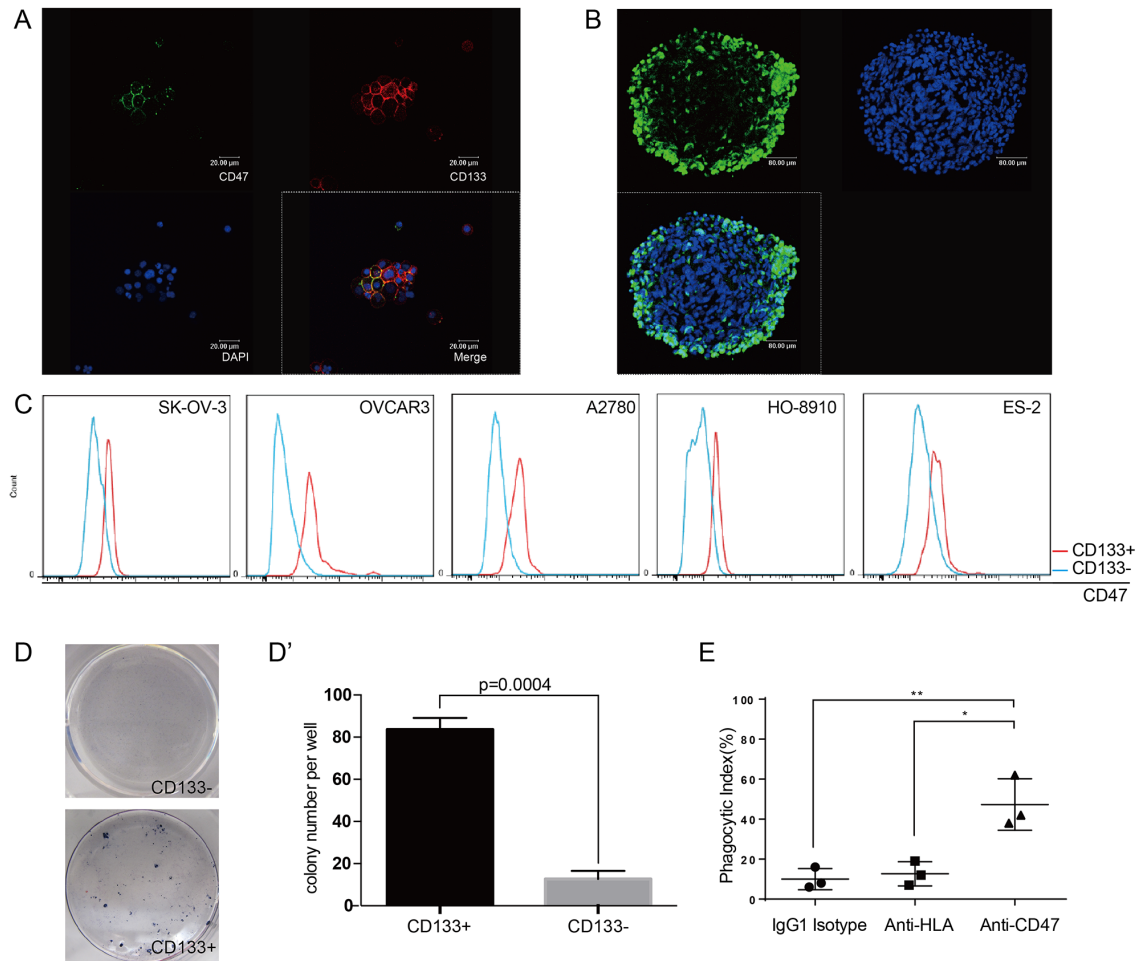 A
20.00 μm
CD47
20.00 μm
CD133
20.00 μm
DAPI
20.00 μm
Merge
B
80.00 μm
80.00 μm
80.00 μm
C
SK-OV-3
OVCAR3
A2780
HO-8910
ES-2
Count
0
0
0
0
0
CD133+
CD133-
CD47
D
CD133-
CD133+
D'
p=0.0004
colony number per well
100
80
60
40
20
0
CD133+
CD133-
E
**
*
Phagocytic Index(%)
100
80
60
40
20
0
IgG1 Isotype
Anti-HLA
Anti-CD47